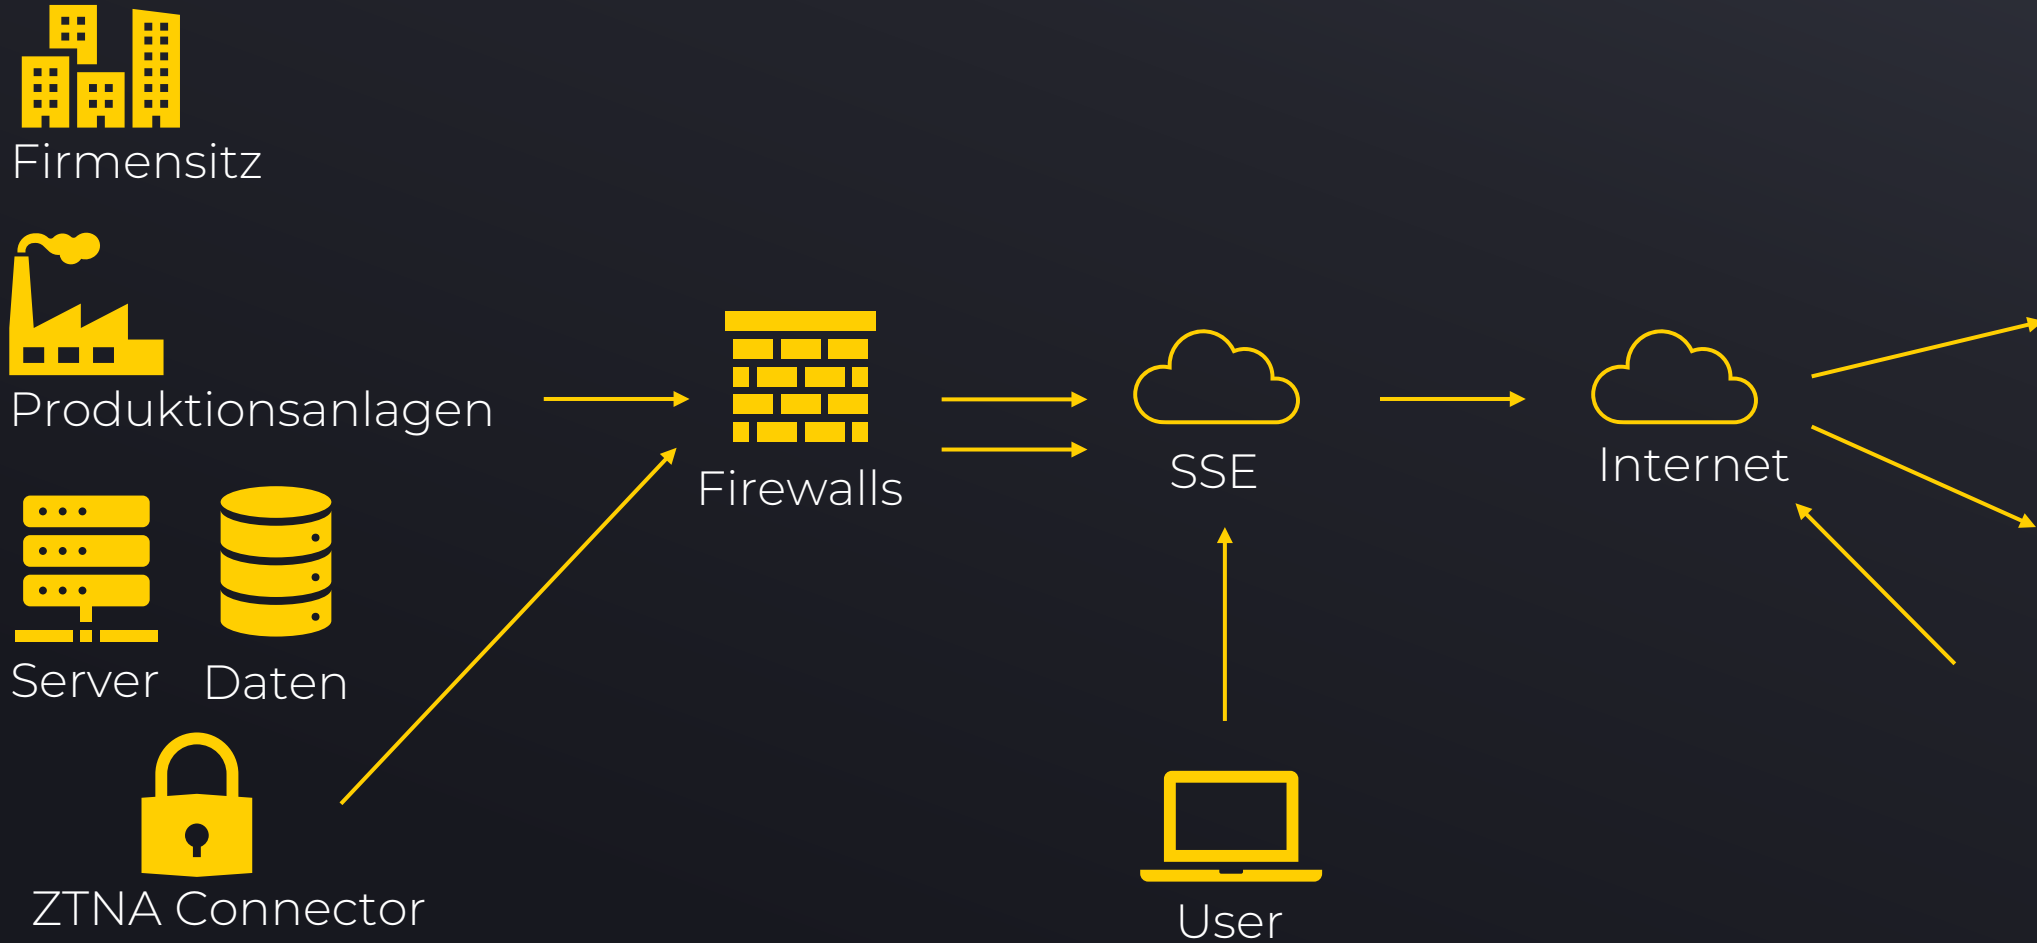 Firmensitz
Produktionsanlagen
Firewalls
SSE
Internet
Server
Daten
ZTNA Connector
User